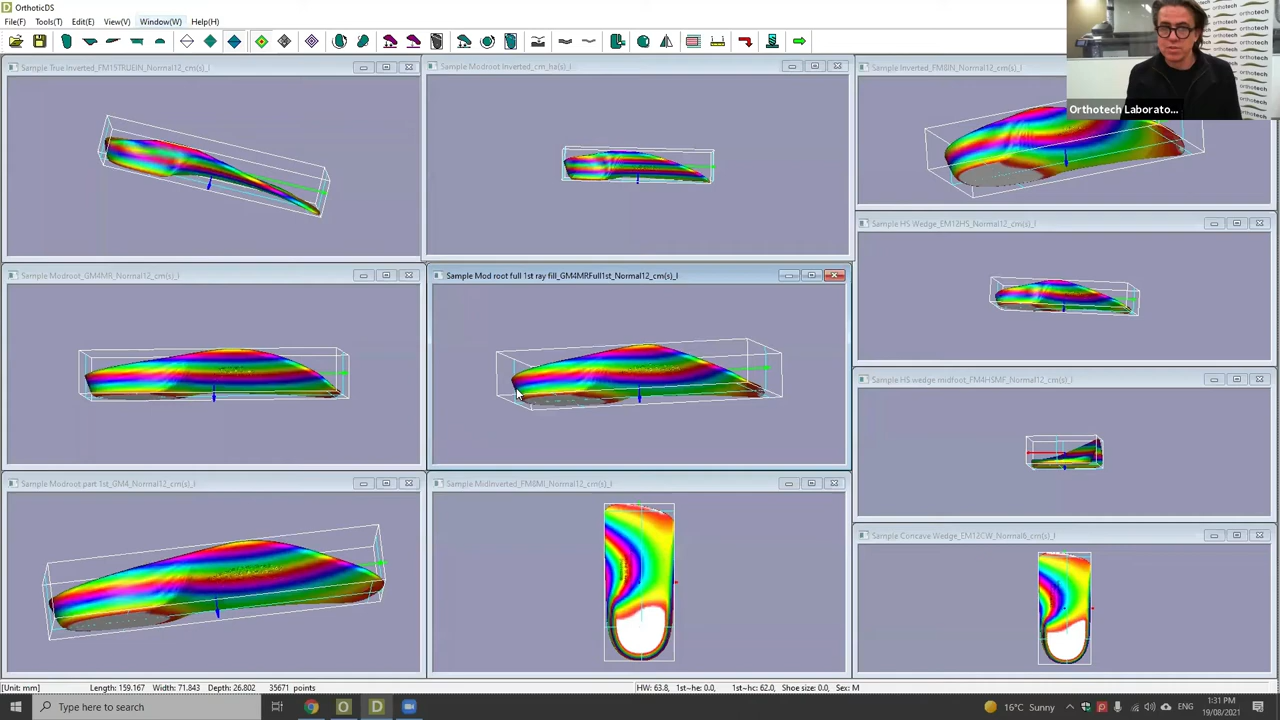 OrthoticDS
File(F) Tools(T) Edit(E) View(V) Window(W) Help(H)
orthotech
Orthotech Laborato...
Sample True Inverted_FM15TRUEIN_Normal12_cm(s)_l
Sample Modroot Inverted_cm_ha(s)_l
Sample Inverted_FM8IN_Normal12_cm(s)_l
Sample HS Wedge_EM12HS_Normal12_cm(s)_l
Sample Modroot_GM4MR_Normal12_cm(s)_l
Sample Mod root full 1st ray fill_GM4MRFull1st_Normal12_cm(s)_l
Sample HS wedge midfoot_FM4HSMF_Normal12_cm(s)_l
Sample Modroot part 1st_GM4_Normal12_cm(s)_l
Sample MidInverted_FM8MI_Normal12_cm(s)_l
Sample Concave Wedge_EM12CW_Normal6_cm(s)_l
[Unit: mm] Length: 159.167 Width: 71.843 Depth: 26.802 35671 points HW: 63.8, 1st~he: 0.0, 1st~hc: 62.0, Shoe size: 0.0, Sex: M
Type here to search
16°C Sunny
ENG
1:31 PM
19/08/2021